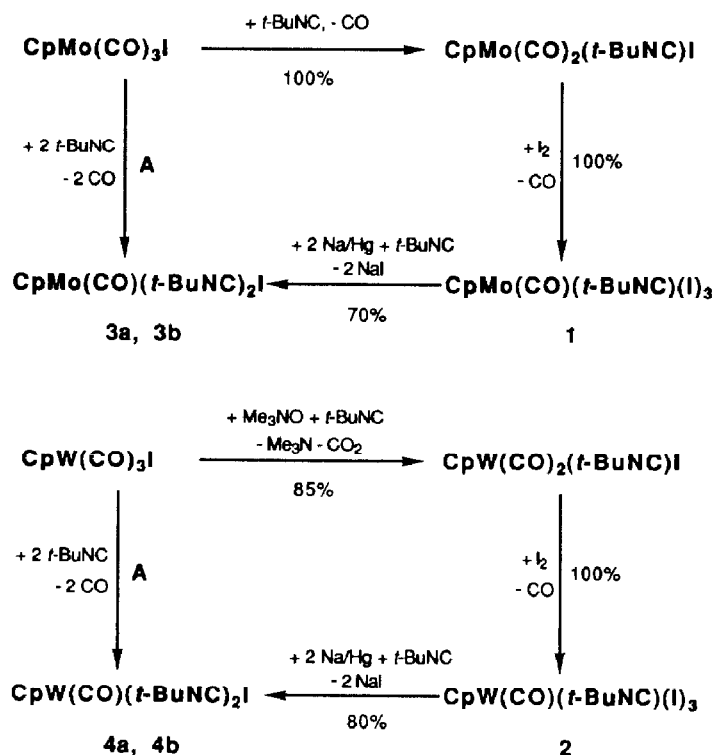 + t-BuNC, - CO
CpMo(CO)₃I
CpMo(CO)₂(t-BuNC)I
100%
+ 2 t-BuNC
- 2 CO
A
+ I₂
- CO
100%
+ 2 Na/Hg + t-BuNC
- 2 NaI
CpMo(CO)(t-BuNC)₂I
CpMo(CO)(t-BuNC)(I)₃
70%
3a, 3b
1
+ Me₃NO + t-BuNC
- Me₃N - CO₂
CpW(CO)₃I
CpW(CO)₂(t-BuNC)I
85%
+ 2 t-BuNC
- 2 CO
A
+ I₂
- CO
100%
+ 2 Na/Hg + t-BuNC
- 2 NaI
CpW(CO)(t-BuNC)₂I
CpW(CO)(t-BuNC)(I)₃
80%
4a, 4b
2